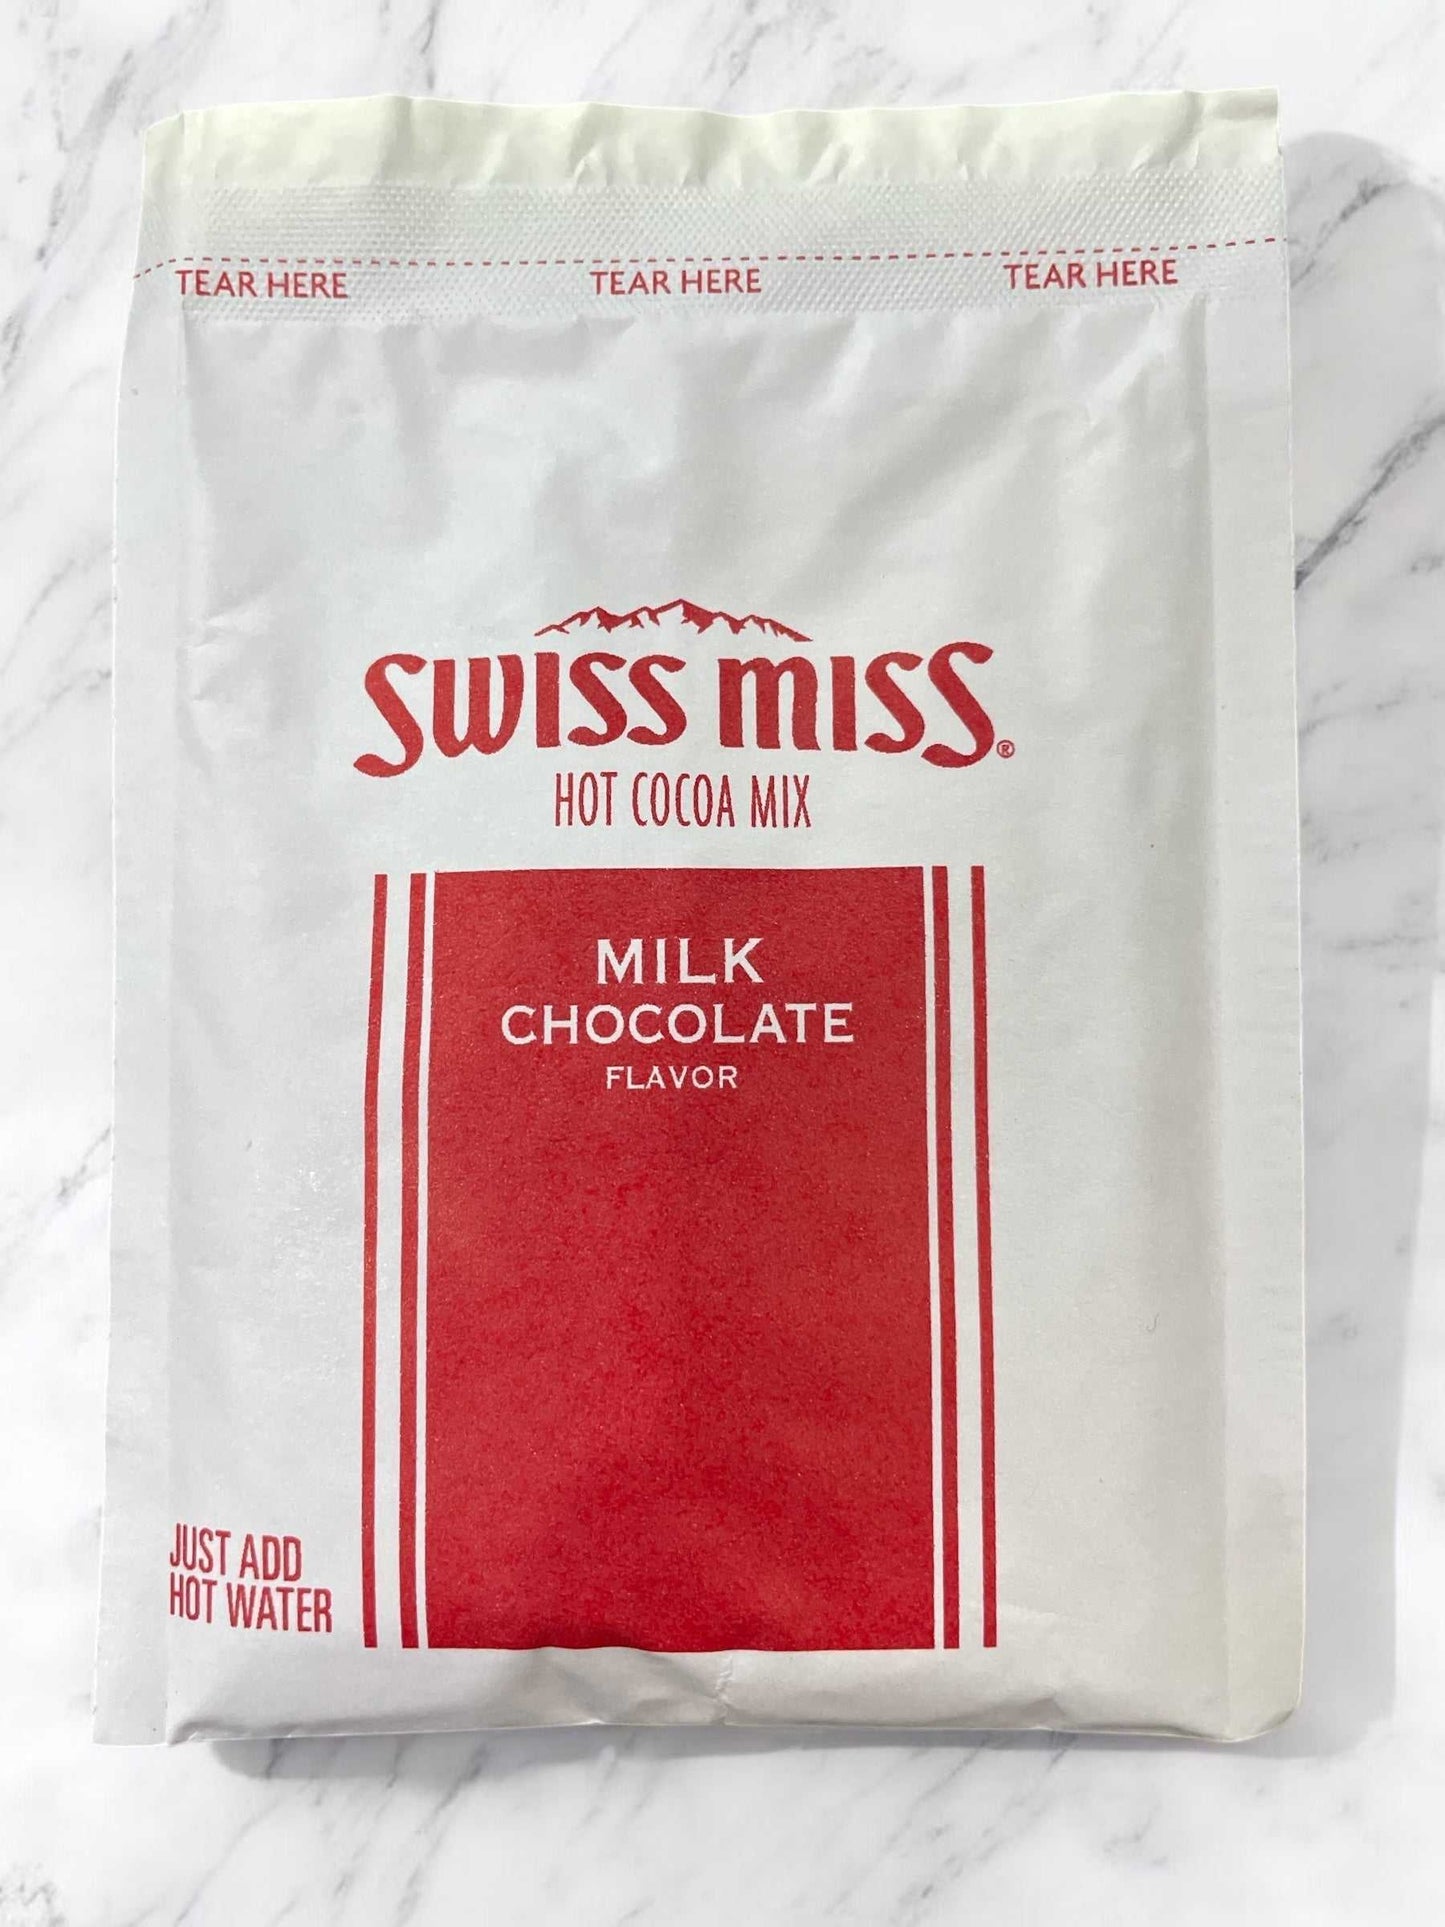 TEAR HERE TEAR HERE TEAR HERE
SWISS MISS®
HOT COCOA MIX
MILK
CHOCOLATE
FLAVOR
JUST ADD
HOT WATER